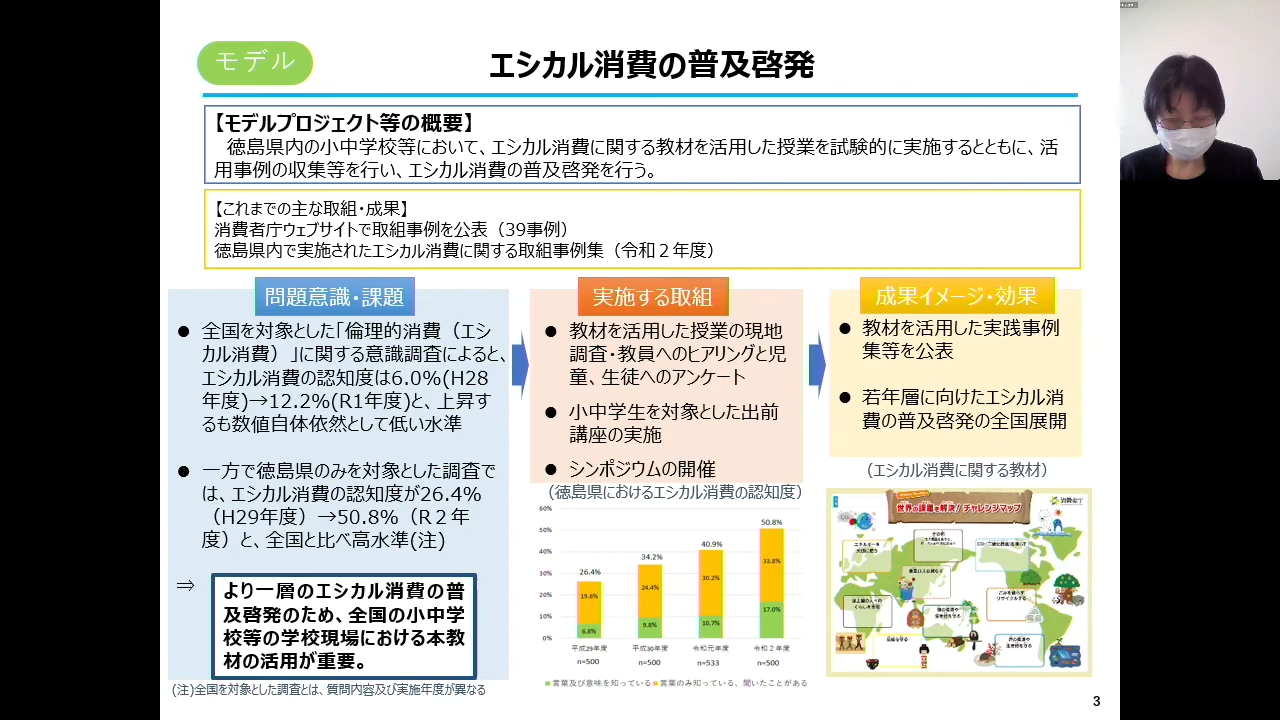 モデル
エシカル消費の普及啓発
【モデルプロジェクト等の概要】
徳島県内の小中学校等において、エシカル消費に関する教材を活用した授業を試験的に実施するとともに、活
用事例の収集等を行い、エシカル消費の普及啓発を行う。
【これまでの主な取組・成果】
消費者庁ウェブサイトで取組事例を公表（39事例）
徳島県内で実施されたエシカル消費に関する取組事例集（令和２年度）
問題意識・課題
● 全国を対象とした「倫理的消費（エシ
カル消費）」に関する意識調査によると、
エシカル消費の認知度は6.0%(H28
年度)→12.2%(R1年度)と、上昇す
るも数値自体依然として低い水準
● 一方で徳島県のみを対象とした調査で
は、エシカル消費の認知度が26.4%
（H29年度）→50.8%（R２年
度）と、全国と比べ高水準(注)
⇒
より一層のエシカル消費の普
及啓発のため、全国の小中学
校等の学校現場における本教
材の活用が重要。
(注)全国を対象とした調査とは、質問内容及び実施年度が異なる
実施する取組
● 教材を活用した授業の現地
調査・教員へのヒアリングと児
童、生徒へのアンケート
● 小中学生を対象とした出前
講座の実施
● シンポジウムの開催
（徳島県におけるエシカル消費の認知度）
60%
50%
40%
30%
20%
10%
0%
26.4%
34.2%
40.9%
50.8%
19.6%
24.4%
30.2%
33.8%
6.8%
9.8%
10.7%
17.0%
平成29年度
平成30年度
令和元年度
令和２年度
n=500
n=500
n=533
n=500
■言葉及び意味を知っている ■言葉のみ知っている、聞いたことがある
成果イメージ・効果
● 教材を活用した実践事例
集等を公表
● 若年層に向けたエシカル消
費の普及啓発の全国展開
（エシカル消費に関する教材）
世界の課題を解決！チャレンジマップ
消費者庁
3